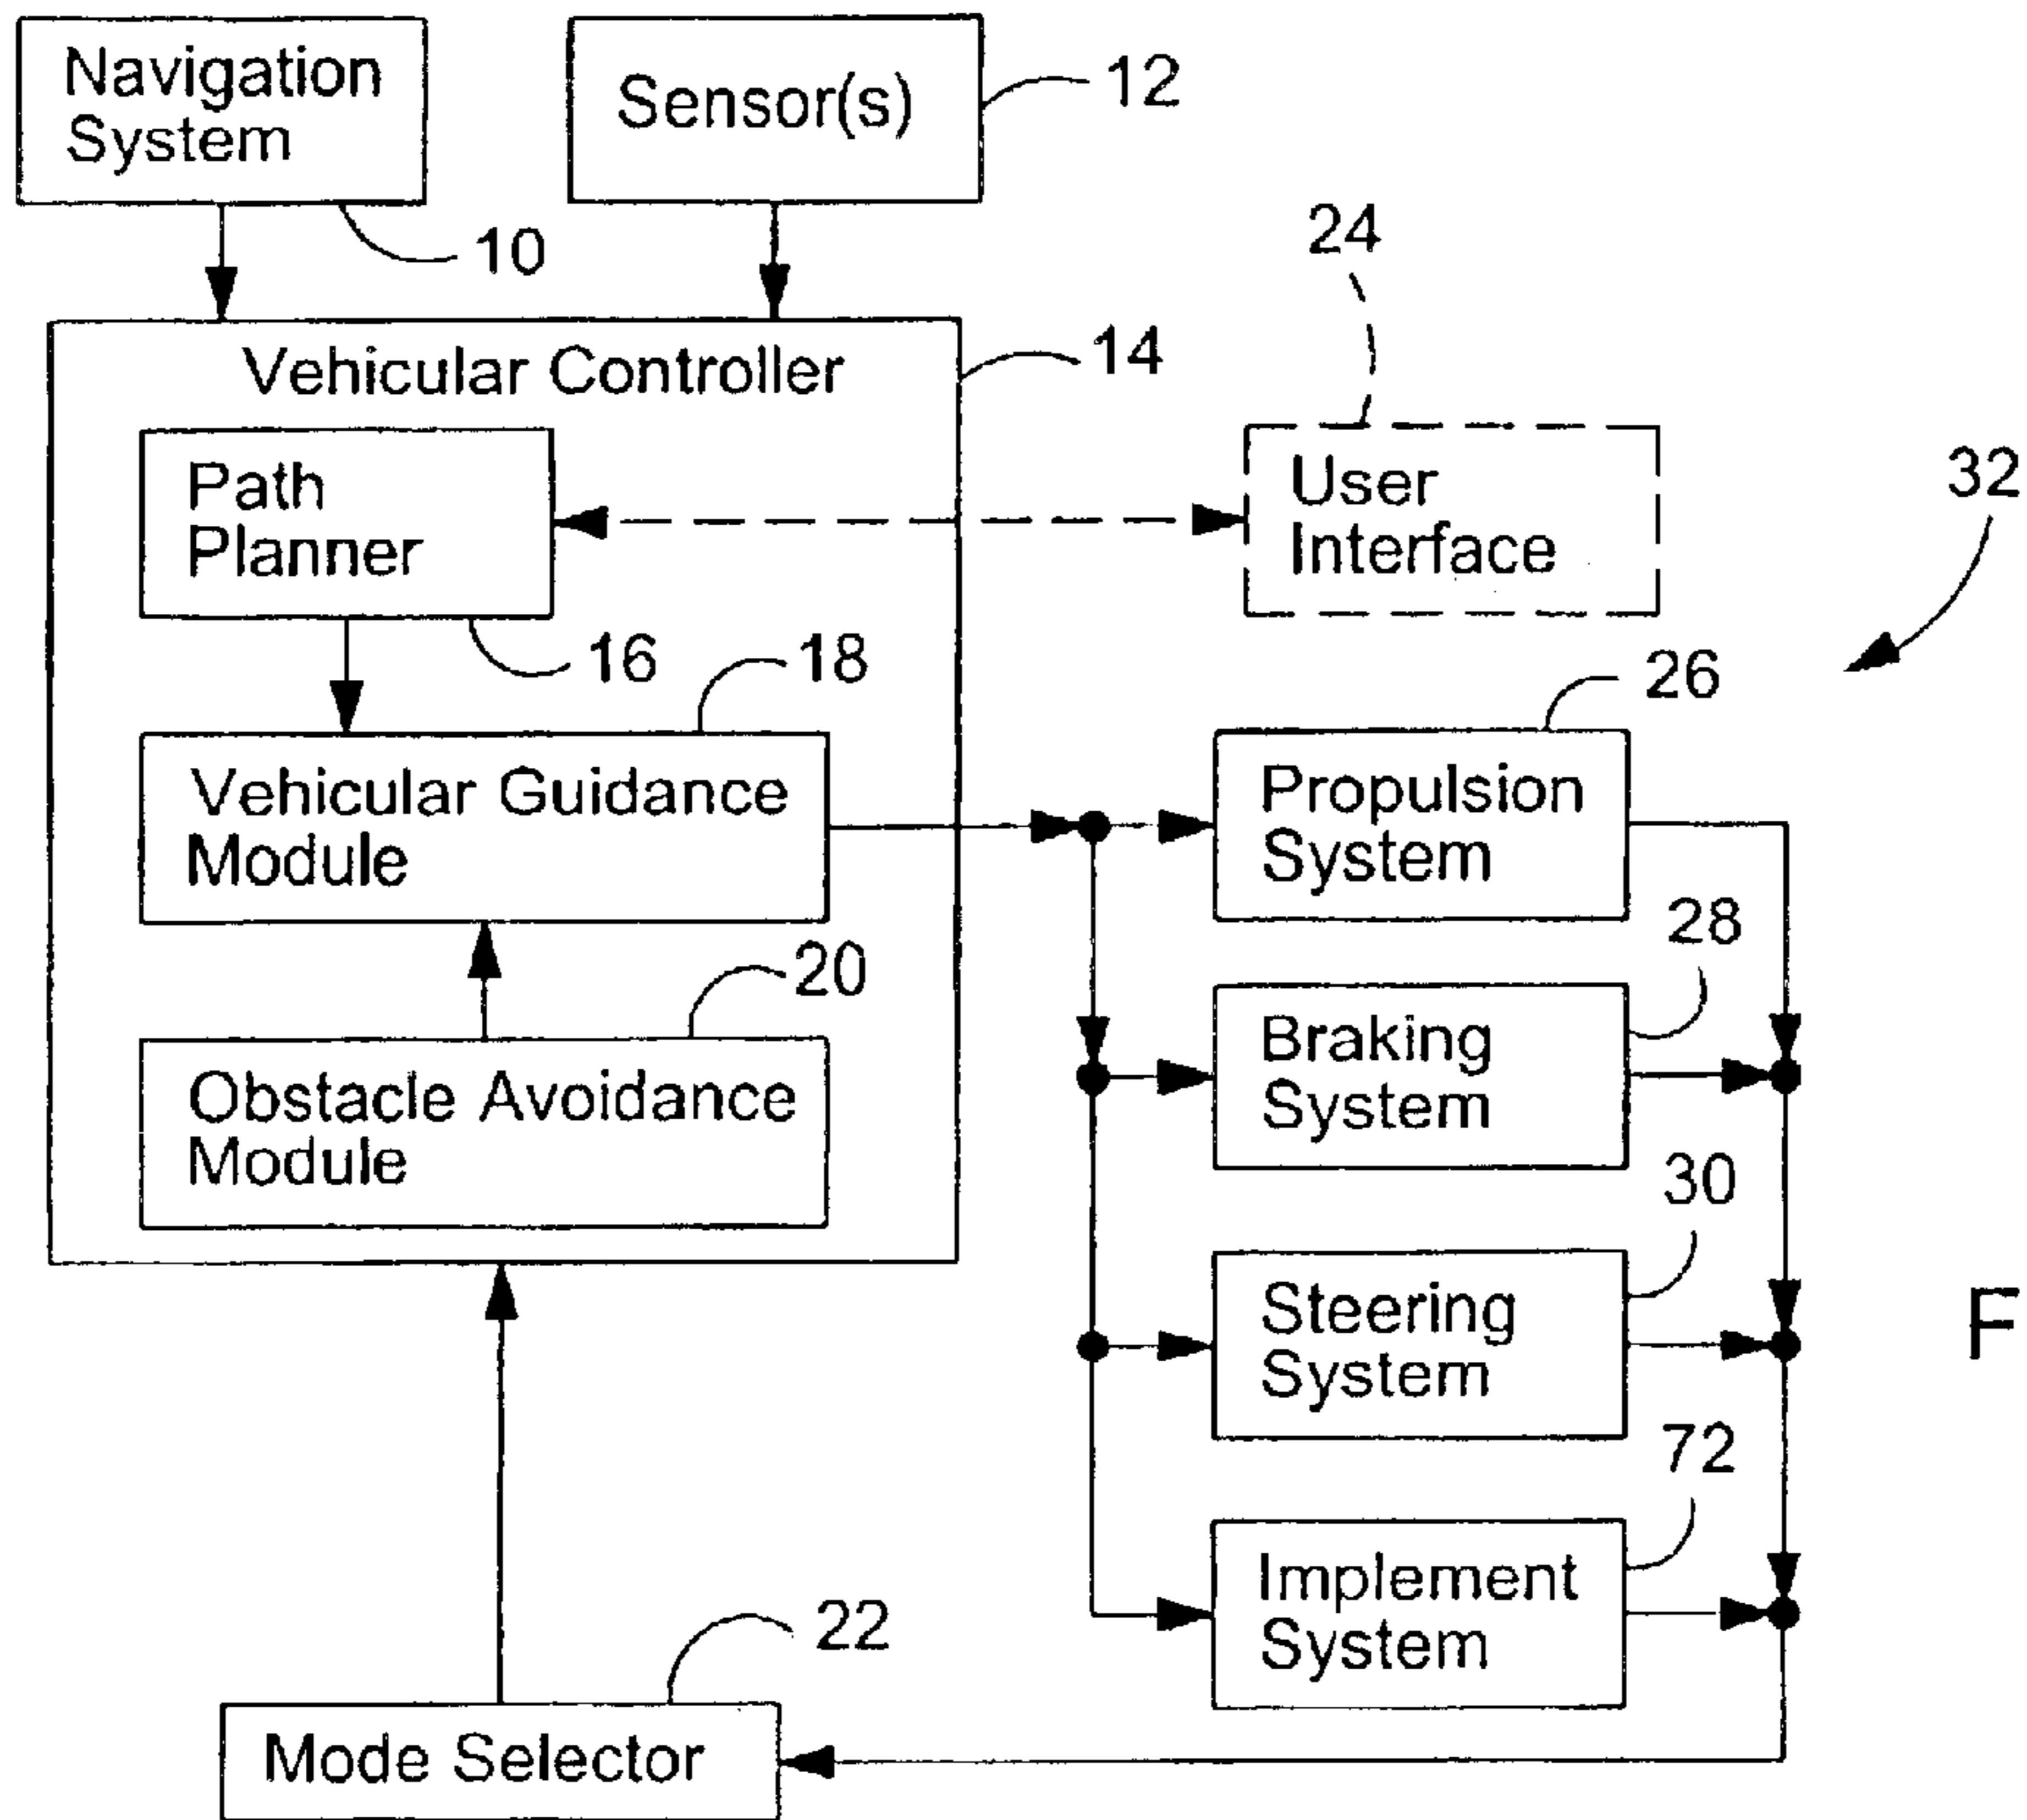 Navigation
System
10
Sensor(s)
12
Vehicular Controller
14
Path
Planner
16
24
User
Interface
32
18
Vehicular Guidance
Module
20
Obstacle Avoidance
Module
26
Propulsion
System
28
Braking
System
30
Steering
System
72
Implement
System
22
Mode Selector
F